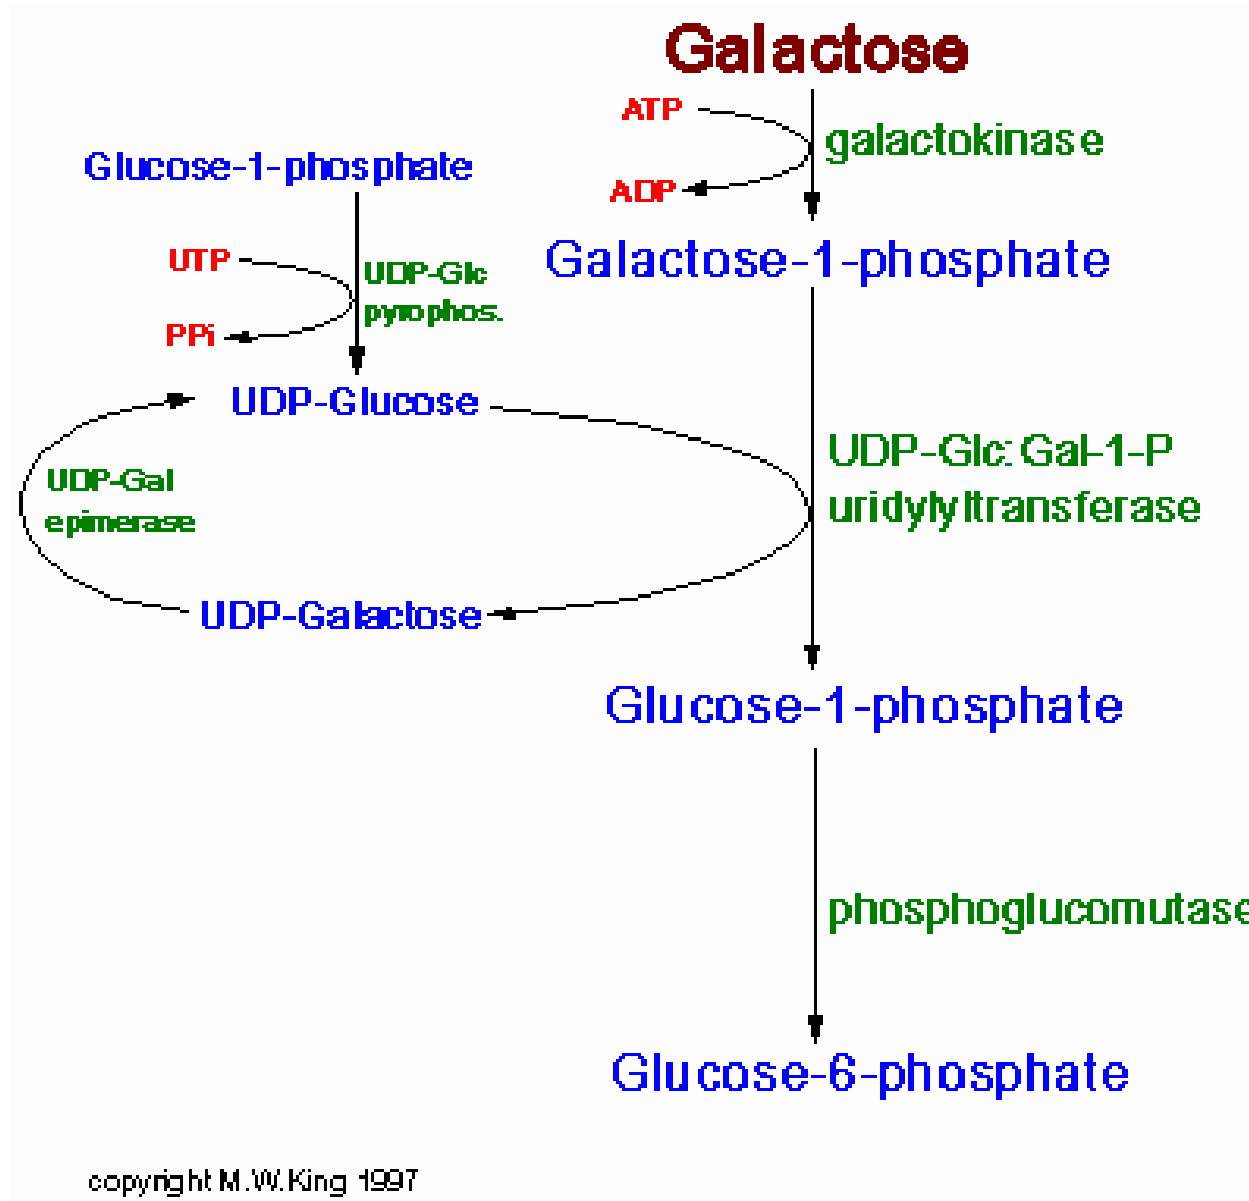 Galactose
ATP
galactokinase
ADP
Galactose-1-phosphate
Glucose-1-phosphate
UTP
UDP-Glc
pyrophos.
PPi
UDP-Glucose
UDP-Gal
epimerase
UDP-Galactose
UDP-Glc: Gal-1-P
uridylyltransferase
Glucose-1-phosphate
phosphoglucomutase
Glucose-6-phosphate
copyright M.W.King 1997